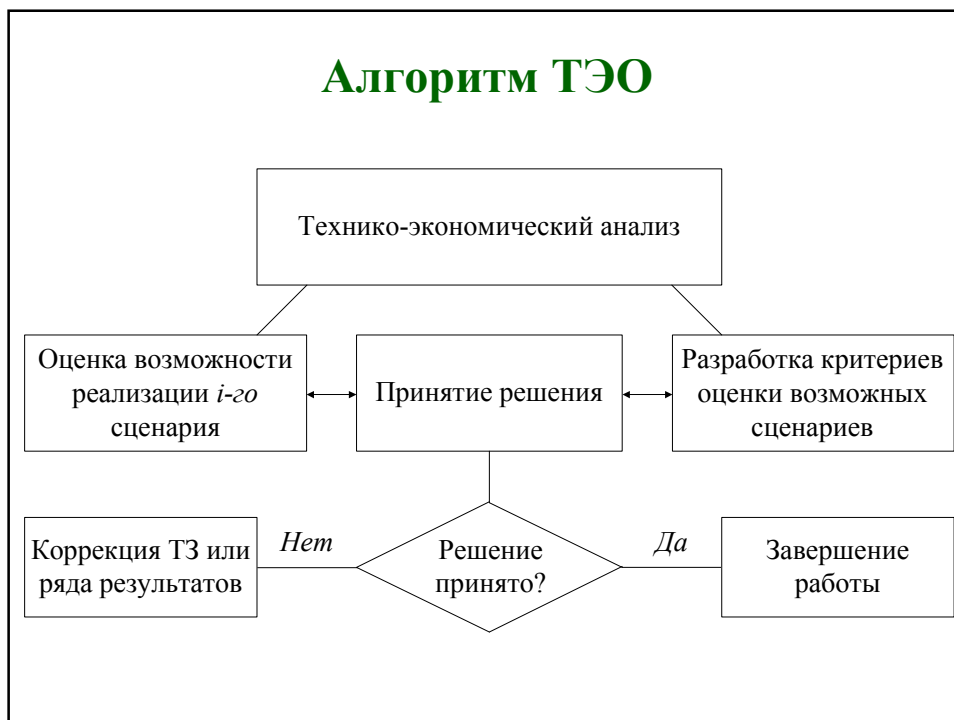 Алгоритм ТЭО
Технико-экономический анализ
Оценка возможности
реализации i-го
сценария
Принятие решения
Разработка критериев
оценки возможных
сценариев
Коррекция ТЗ или
ряда результатов
Нет
Решение
принято?
Да
Завершение
работы